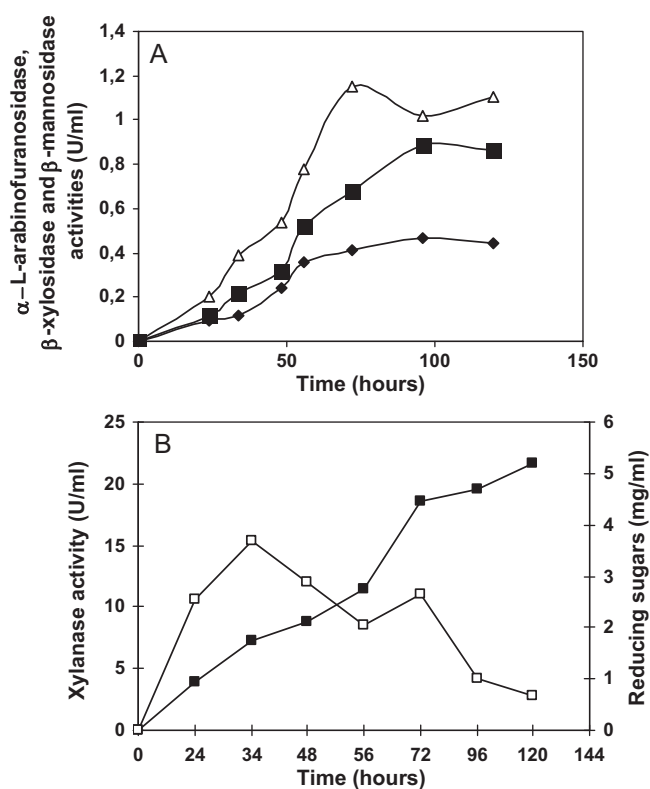 A
α–L-arabinofuranosidase,
β-xylosidase and β-mannosidase
activities (U/ml)
1,4
1,2
1
0,8
0,6
0,4
0,2
0
0 50 100 150
Time (hours)
B
Xylanase activity (U/ml)
25
20
15
10
5
0
Reducing sugars (mg/ml)
6
5
4
3
2
1
0
0 24 34 48 56 72 96 120 144
Time (hours)